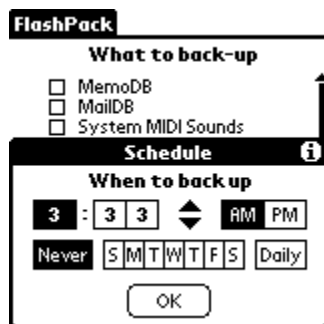 FlashPack
What to back-up
MemoDB
MailDB
System MIDI Sounds
Schedule i
When to back up
3 : 3 3 AM PM
Never S M T W T F S Daily
OK